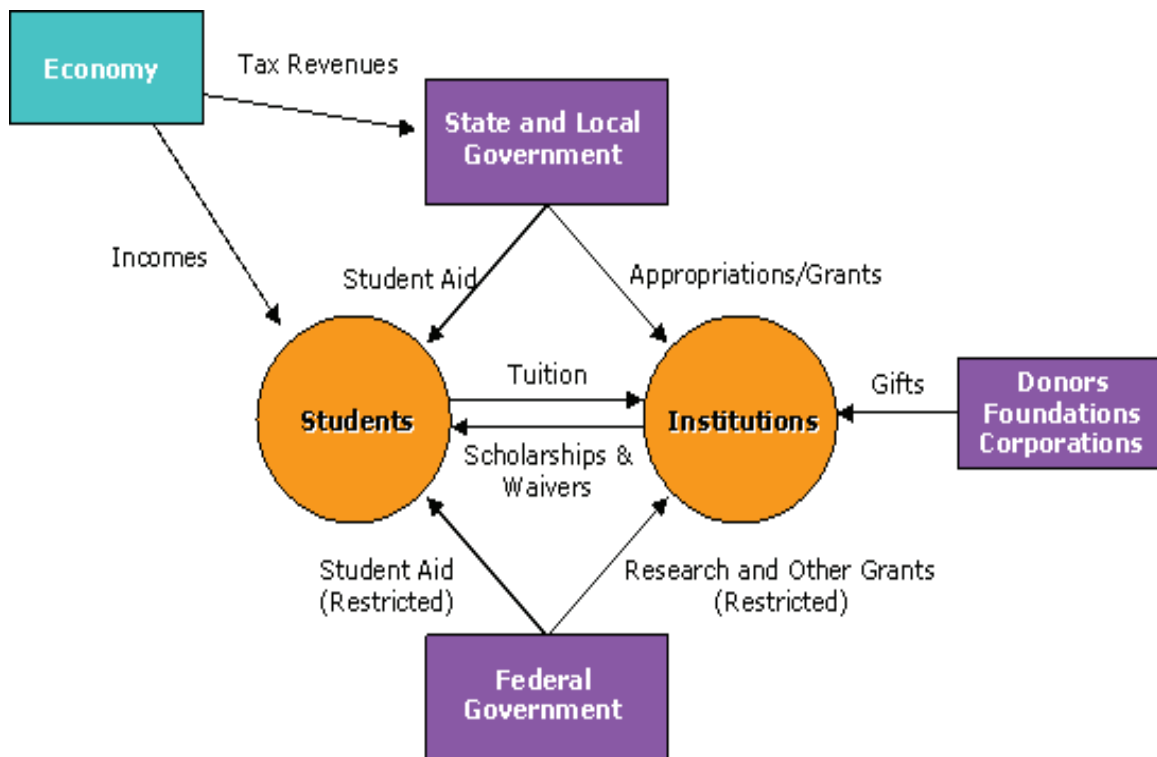 Economy
Tax Revenues
State and Local
Government
Incomes
Student Aid
Appropriations/Grants
Tuition
Students
Institutions
Gifts
Donors
Foundations
Corporations
Scholarships &
Waivers
Student Aid
(Restricted)
Research and Other Grants
(Restricted)
Federal
Government